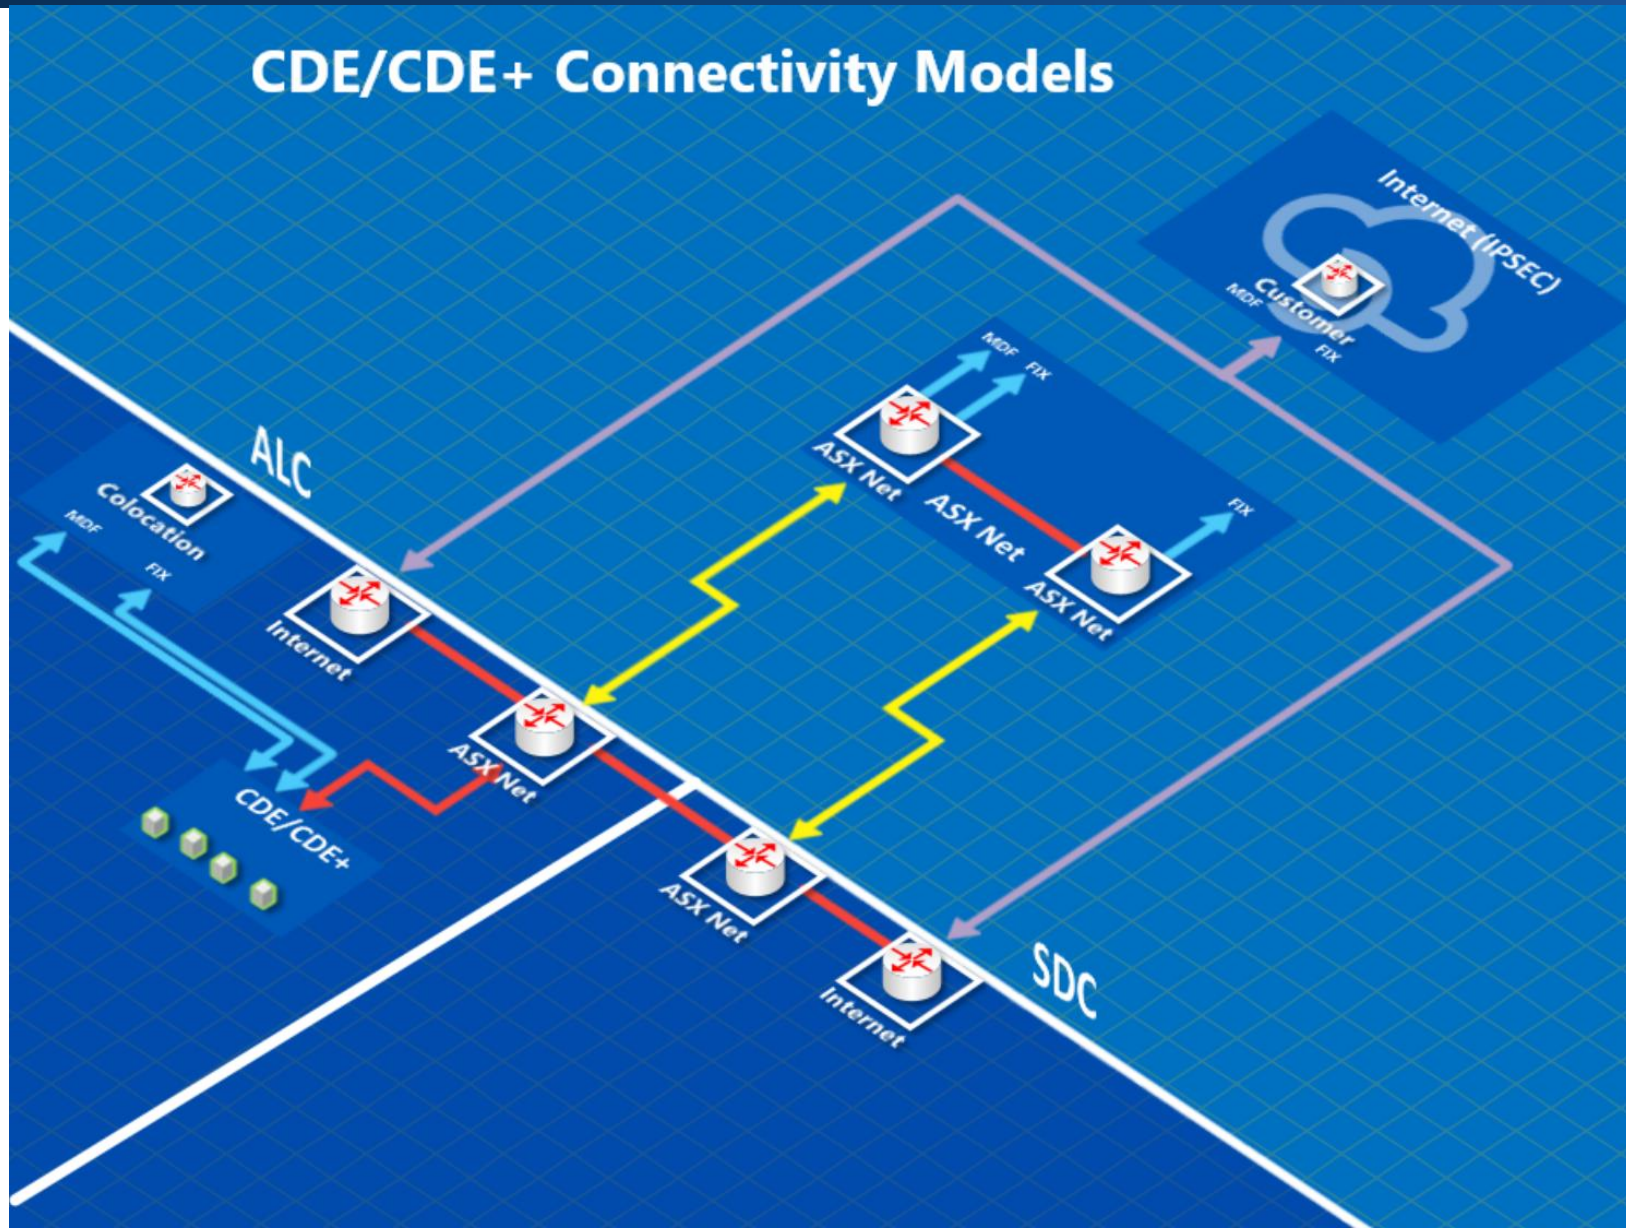 CDE/CDE+ Connectivity Models
Internet (IPSEC)
Customer
MDF
FIX
MDF
FIX
ASX Net
ASX Net
FIX
ASX Net
ALC
Colocation
MDF
FIX
Internet
ASX Net
CDE/CDE+
ASX Net
Internet
SDC